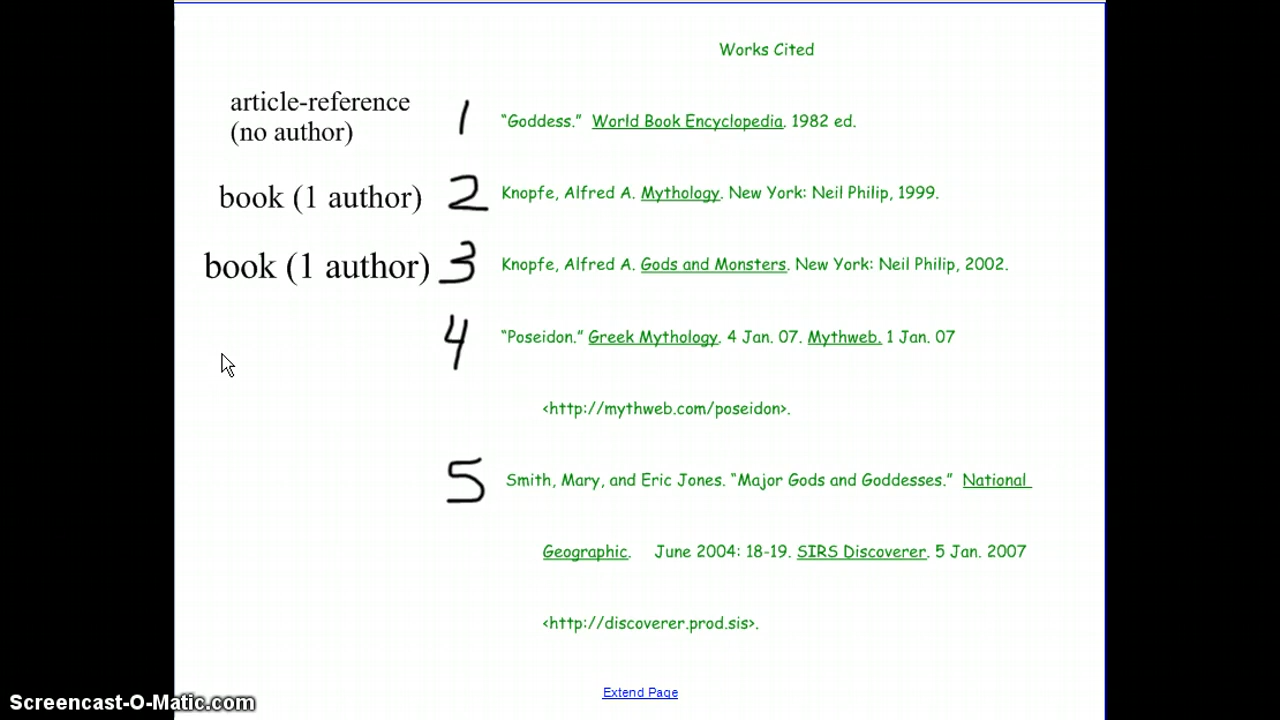 Works Cited
article-reference
(no author)
1 “Goddess.” World Book Encyclopedia. 1982 ed.
book (1 author) 2 Knopfe, Alfred A. Mythology. New York: Neil Philip, 1999.
book (1 author) 3 Knopfe, Alfred A. Gods and Monsters. New York: Neil Philip, 2002.
4 “Poseidon.” Greek Mythology. 4 Jan. 07. Mythweb. 1 Jan. 07
<http://mythweb.com/poseidon>.
5 Smith, Mary, and Eric Jones. “Major Gods and Goddesses.” National
Geographic. June 2004: 18-19. SIRS Discoverer. 5 Jan. 2007
<http://discoverer.prod.sis>.
Extend Page
Screencast-O-Matic.com